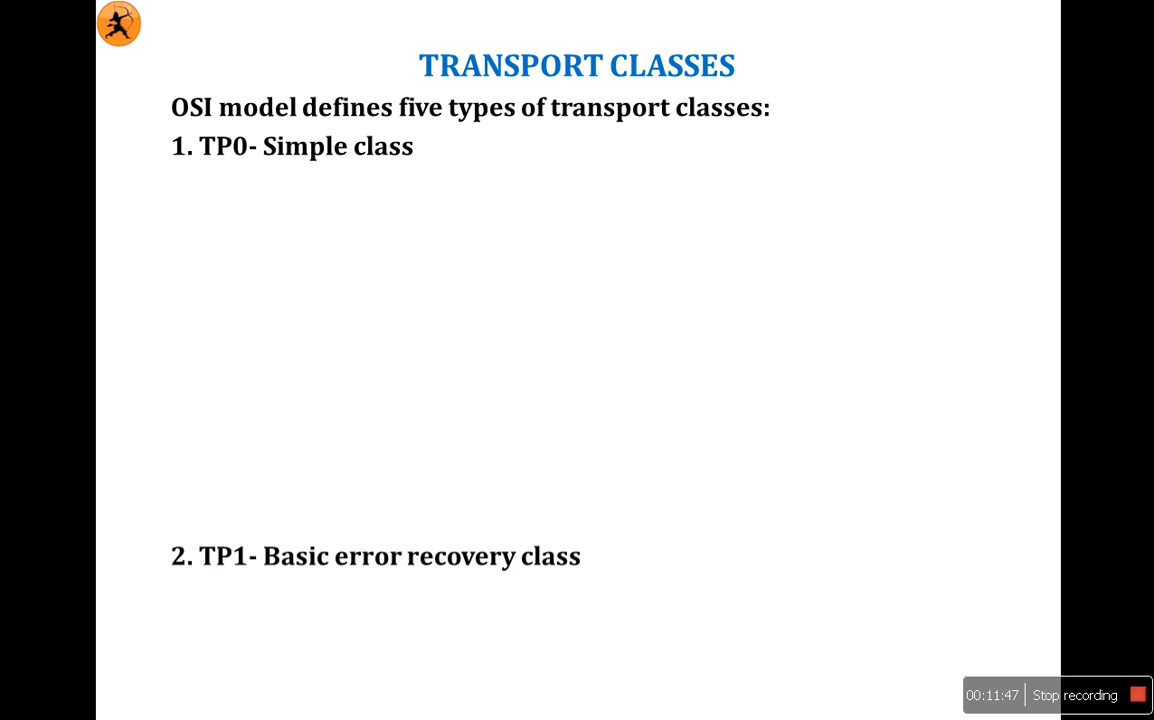 TRANSPORT CLASSES
OSI model defines five types of transport classes:
1. TP0- Simple class
2. TP1- Basic error recovery class
00:11:47 Stop recording